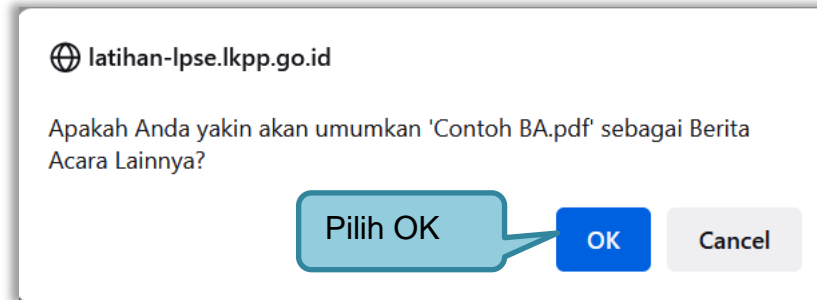 latihan-lpse.lkpp.go.id
Apakah Anda yakin akan umumkan 'Contoh BA.pdf' sebagai Berita
Acara Lainnya?
Pilih OK
OK
Cancel